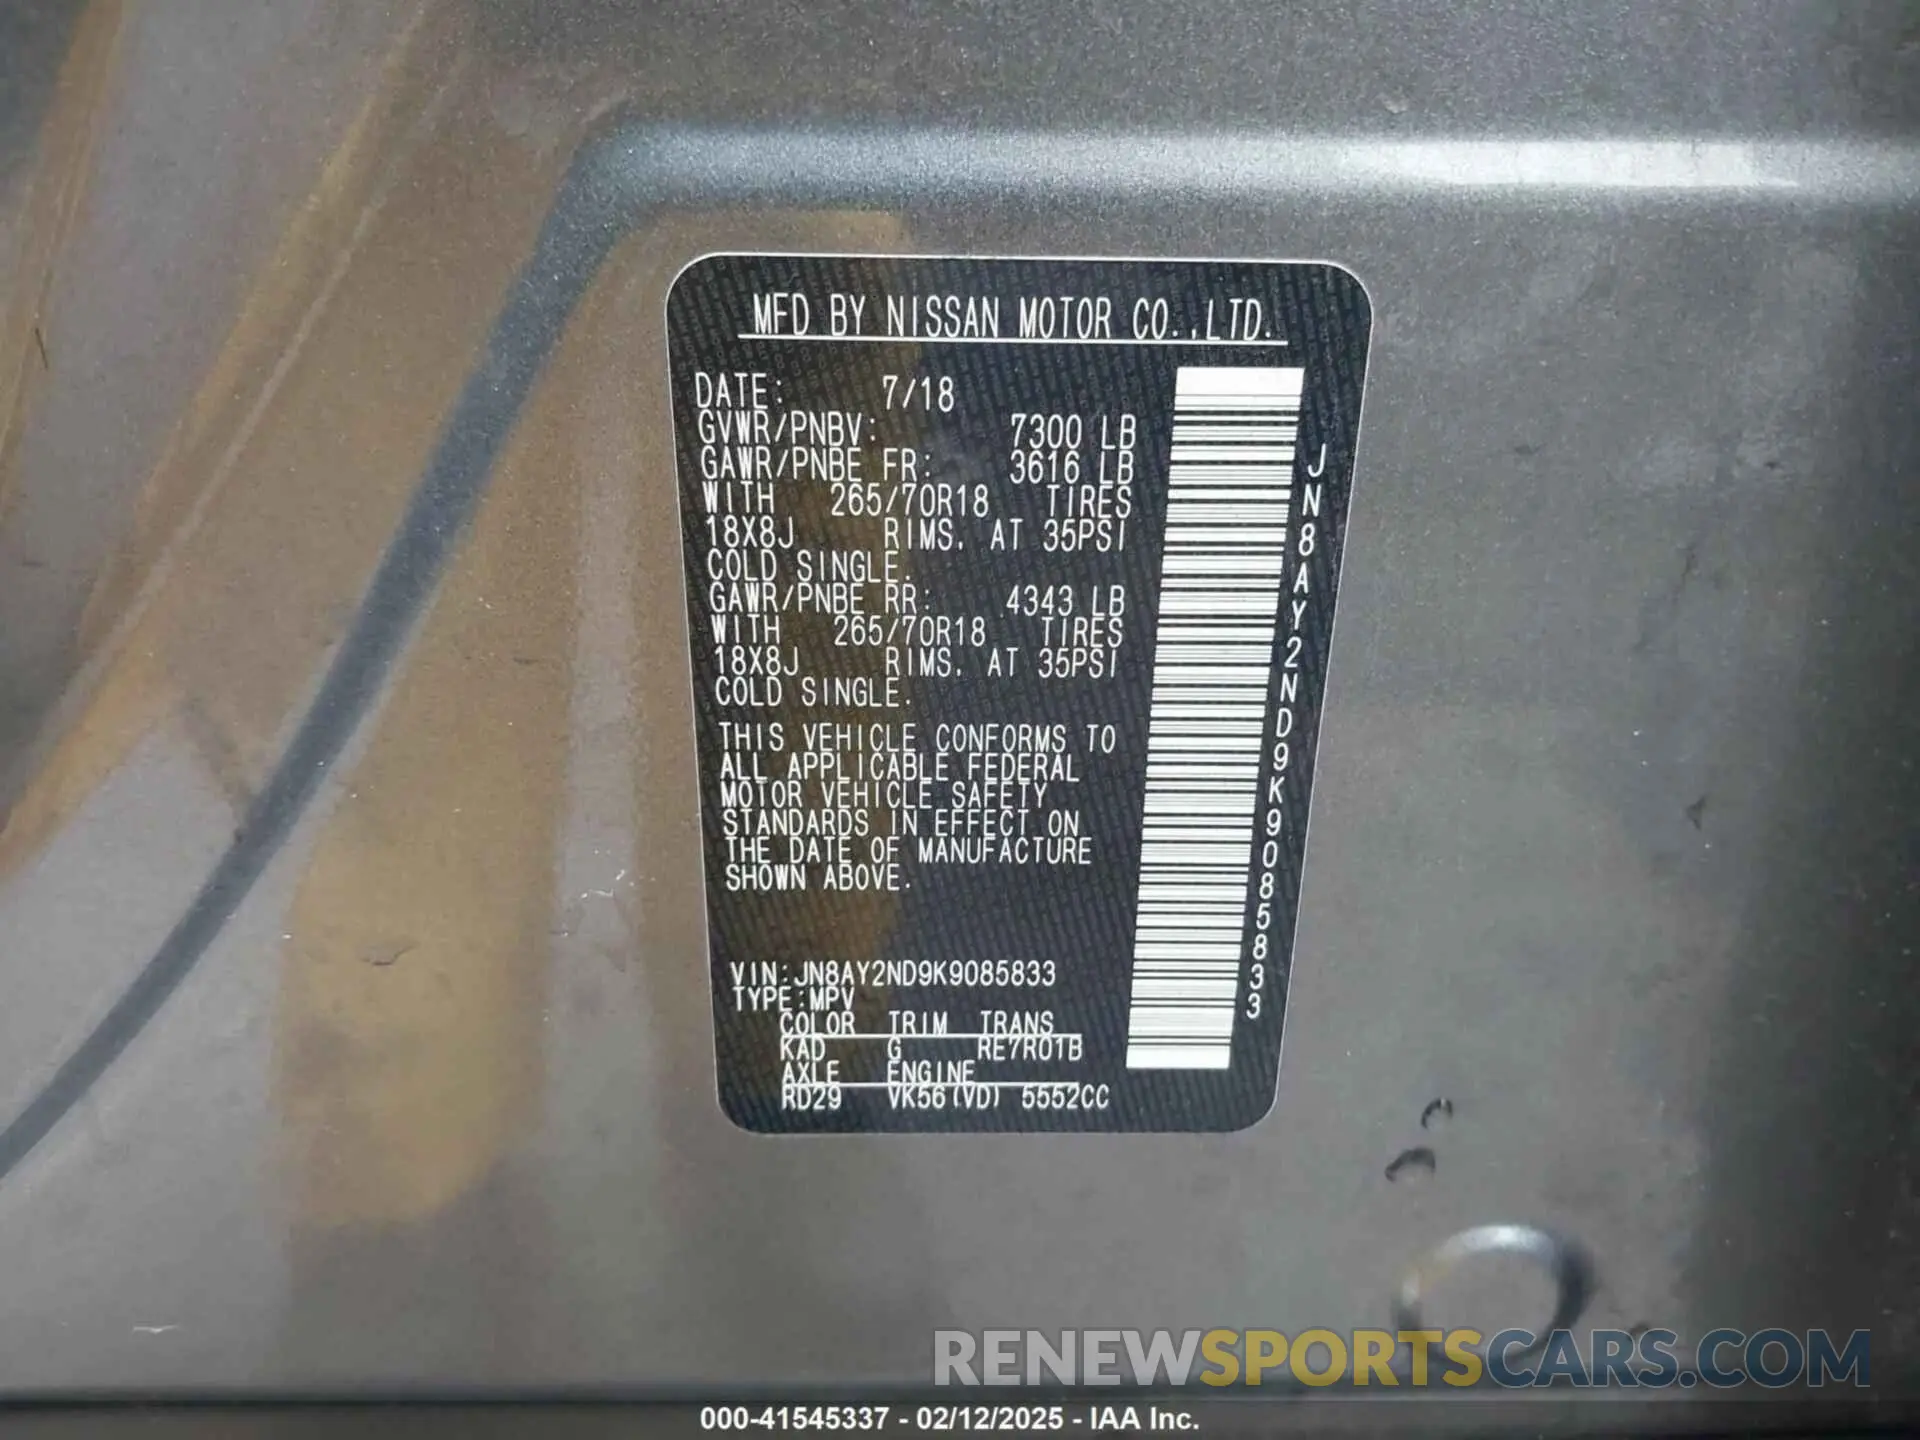 MFD BY NISSAN MOTOR CO.,LTD.
DATE: 7/18
GVWR/PNBV: 7300 LB
GAWR/PNBE FR: 3616 LB
WITH 265/70R18 TIRES
18X8J RIMS. AT 35PSI
COLD SINGLE.
GAWR/PNBE RR: 4343 LB
WITH 265/70R18 TIRES
18X8J RIMS. AT 35PSI
COLD SINGLE.
THIS VEHICLE CONFORMS TO
ALL APPLICABLE FEDERAL
MOTOR VEHICLE SAFETY
STANDARDS IN EFFECT ON
THE DATE OF MANUFACTURE
SHOWN ABOVE.
VIN:JN8AY2ND9K9085833
TYPE:MPV
COLOR TRIM TRANS
KAD G RE7R01B
AXLE ENGINE
RD29 VK56(VD) 5552CC
JN8AY2ND9K9085833
RENEWSPORTSCARS.COM
000-41545337 - 02/12/2025 - IAA Inc.